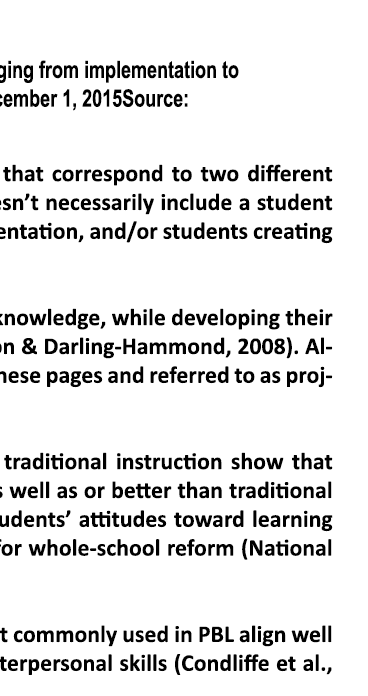 ging from implementation to
cember 1, 2015Source:
that correspond to two different
esn't necessarily include a student
entation, and/or students creating
knowledge, while developing their
on & Darling-Hammond, 2008). Al-
hese pages and referred to as proj-
traditional instruction show that
s well as or better than traditional
udents' attitudes toward learning
for whole-school reform (National
t commonly used in PBL align well
terpersonal skills (Condliffe et al.,